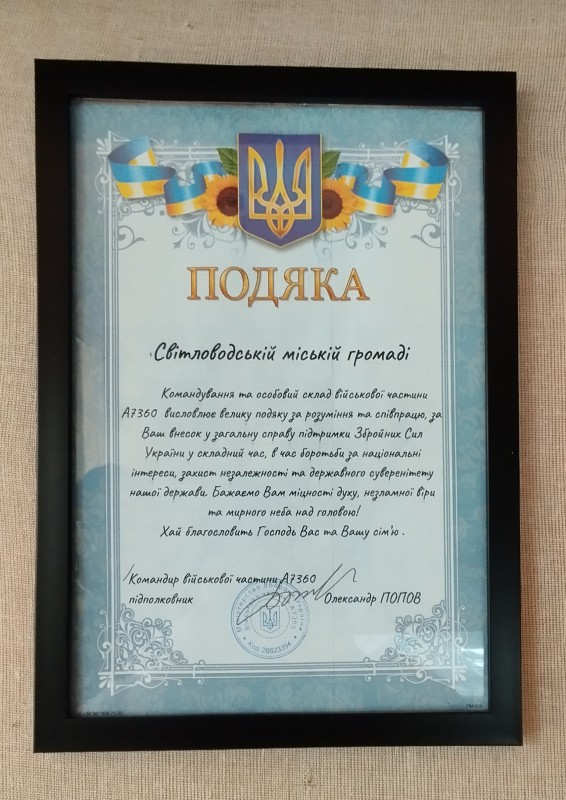 ПОДЯКА
Світловодській міській громаді
Командування та особовий склад військової частини
А7360 висловлює велику подяку за розуміння та співпрацю, за
Ваш внесок у загальну справу підтримки Збройних Сил
України у складний час, в час боротьби за національні
інтереси, захист незалежності та державного суверенітету
нашої держави. Бажаємо Вам міцності духу, незламної віри
та мирного неба над головою!
Хай благословить Господь Вас та Вашу сім'ю .
Командир військової частини А7360
підполковник Олександр ПОПОВ
Код 26623394